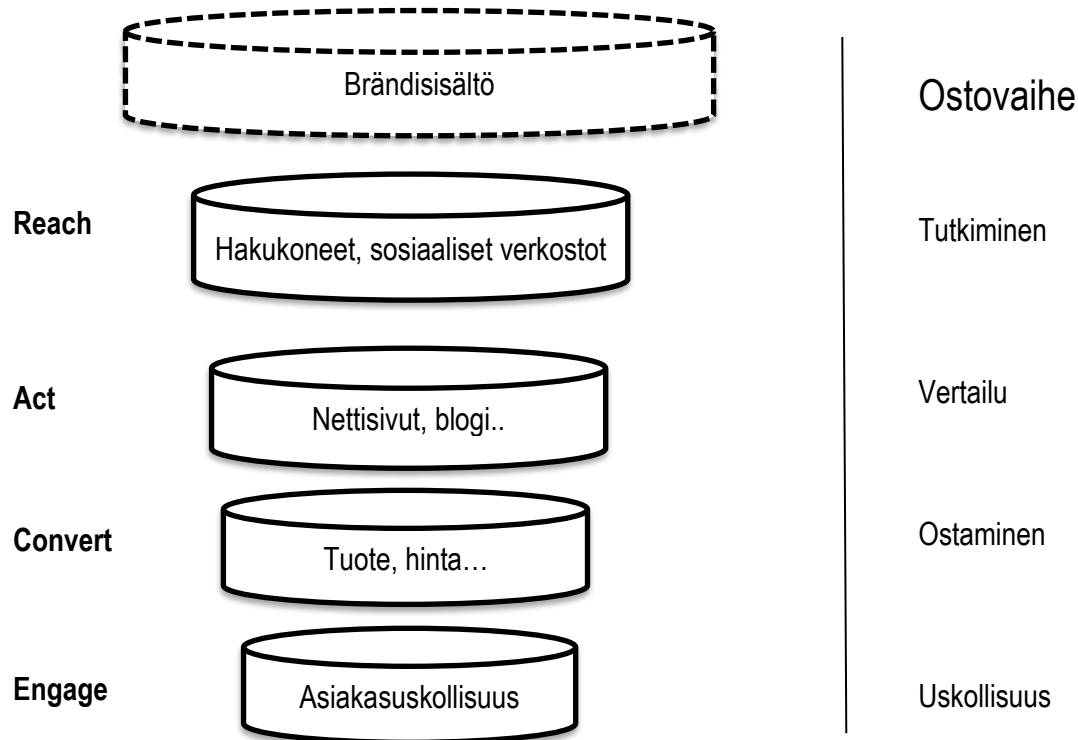 Brändisisältö
Ostovaihe
Reach
Hakukoneet, sosiaaliset verkostot
Tutkiminen
Act
Nettisivut, blogi..
Vertailu
Convert
Tuote, hinta…
Ostaminen
Engage
Asiakasuskollisuus
Uskollisuus